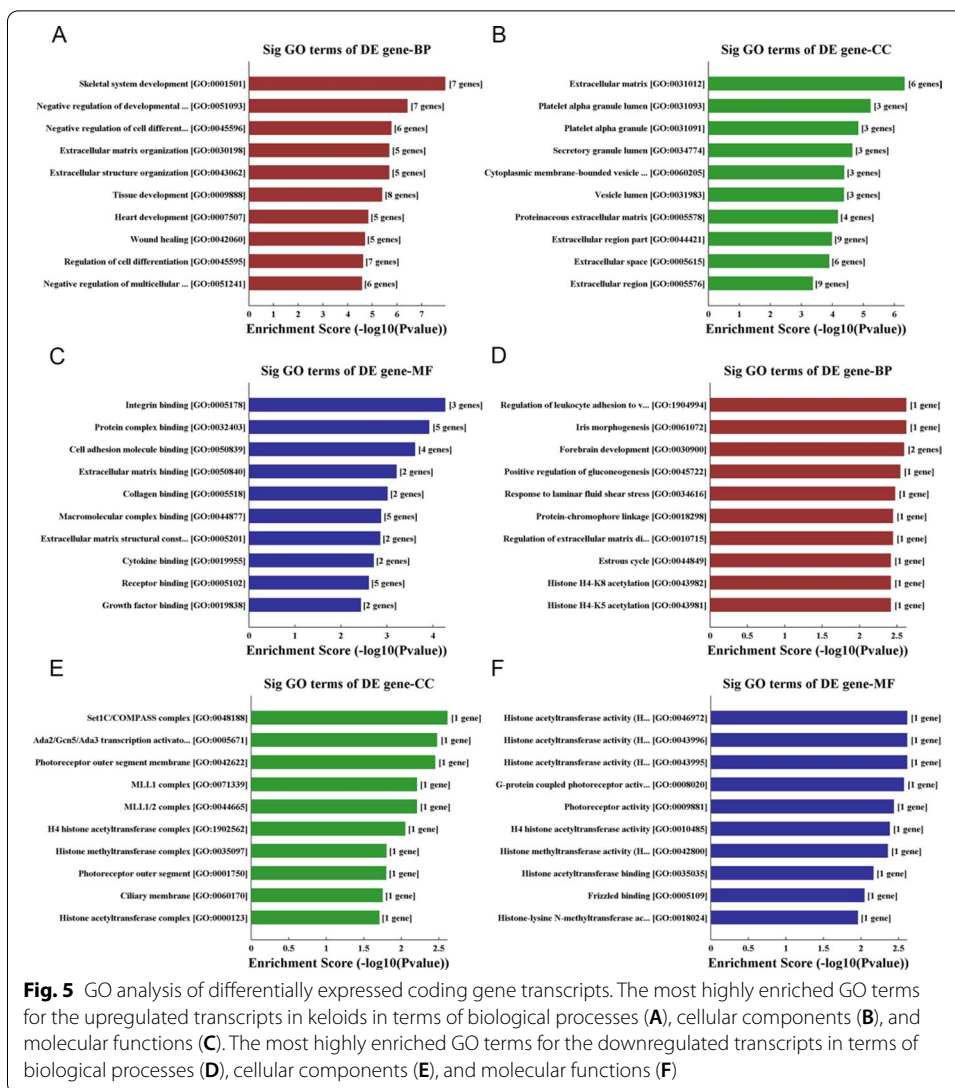 A
Sig GO terms of DE gene-BP
Skeletal system development [GO:0001501] [7 genes]
Negative regulation of developmental ... [GO:0051093] [7 genes]
Negative regulation of cell different... [GO:0045596] [6 genes]
Extracellular matrix organization [GO:0030198] [5 genes]
Extracellular structure organization [GO:0043062] [5 genes]
Tissue development [GO:0009888] [8 genes]
Heart development [GO:0007507] [5 genes]
Wound healing [GO:0042060] [5 genes]
Regulation of cell differentiation [GO:0045595] [7 genes]
Negative regulation of multicellular ... [GO:0051241] [6 genes]
0 1 2 3 4 5 6 7
Enrichment Score (-log10(Pvalue))
B
Sig GO terms of DE gene-CC
Extracellular matrix [GO:0031012] [6 genes]
Platelet alpha granule lumen [GO:0031093] [3 genes]
Platelet alpha granule [GO:0031091] [3 genes]
Secretory granule lumen [GO:0034774] [3 genes]
Cytoplasmic membrane-bounded vesicle ... [GO:0060205] [3 genes]
Vesicle lumen [GO:0031983] [3 genes]
Proteinaceous extracellular matrix [GO:0005578] [4 genes]
Extracellular region part [GO:0044421] [9 genes]
Extracellular space [GO:0005615] [6 genes]
Extracellular region [GO:0005576] [9 genes]
0 1 2 3 4 5 6
Enrichment Score (-log10(Pvalue))
C
Sig GO terms of DE gene-MF
Integrin binding [GO:0005178] [3 genes]
Protein complex binding [GO:0032403] [5 genes]
Cell adhesion molecule binding [GO:0050839] [4 genes]
Extracellular matrix binding [GO:0050840] [2 genes]
Collagen binding [GO:0005518] [2 genes]
Macromolecular complex binding [GO:0044877] [5 genes]
Extracellular matrix structural const... [GO:0005201] [2 genes]
Cytokine binding [GO:0019955] [2 genes]
Receptor binding [GO:0005102] [5 genes]
Growth factor binding [GO:0019838] [2 genes]
0 1 2 3 4
Enrichment Score (-log10(Pvalue))
D
Sig GO terms of DE gene-BP
Regulation of leukocyte adhesion to v... [GO:1904994] [1 gene]
Iris morphogenesis [GO:0061072] [1 gene]
Forebrain development [GO:0030900] [2 genes]
Positive regulation of gluconeogenesis [GO:0045722] [1 gene]
Response to laminar fluid shear stress [GO:0034616] [1 gene]
Protein-chromophore linkage [GO:0018298] [1 gene]
Regulation of extracellular matrix di... [GO:0010715] [1 gene]
Estrous cycle [GO:0044849] [1 gene]
Histone H4-K8 acetylation [GO:0043982] [1 gene]
Histone H4-K5 acetylation [GO:0043981] [1 gene]
0 0.5 1 1.5 2 2.5
Enrichment Score (-log10(Pvalue))
E
Sig GO terms of DE gene-CC
Set1C/COMPASS complex [GO:0048188] [1 gene]
Ada2/Gcn5/Ada3 transcription activato... [GO:0005671] [1 gene]
Photoreceptor outer segment membrane [GO:0042622] [1 gene]
MLL1 complex [GO:0071339] [1 gene]
MLL1/2 complex [GO:0044665] [1 gene]
H4 histone acetyltransferase complex [GO:1902562] [1 gene]
Histone methyltransferase complex [GO:0035097] [1 gene]
Photoreceptor outer segment [GO:0001750] [1 gene]
Ciliary membrane [GO:0060170] [1 gene]
Histone acetyltransferase complex [GO:0000123] [1 gene]
0 0.5 1 1.5 2 2.5
Enrichment Score (-log10(Pvalue))
F
Sig GO terms of DE gene-MF
Histone acetyltransferase activity (H... [GO:0046972] [1 gene]
Histone acetyltransferase activity (H... [GO:0043996] [1 gene]
Histone acetyltransferase activity (H... [GO:0043995] [1 gene]
G-protein coupled photoreceptor activ... [GO:0008020] [1 gene]
Photoreceptor activity [GO:0009881] [1 gene]
H4 histone acetyltransferase activity [GO:0010485] [1 gene]
Histone methyltransferase activity (H... [GO:0042800] [1 gene]
Histone acetyltransferase binding [GO:0035035] [1 gene]
Frizzled binding [GO:0005109] [1 gene]
Histone-lysine N-methyltransferase ac... [GO:0018024] [1 gene]
0 0.5 1 1.5 2 2.5
Enrichment Score (-log10(Pvalue))
Fig. 5 GO analysis of differentially expressed coding gene transcripts. The most highly enriched GO terms
for the upregulated transcripts in keloids in terms of biological processes (A), cellular components (B), and
molecular functions (C). The most highly enriched GO terms for the downregulated transcripts in terms of
biological processes (D), cellular components (E), and molecular functions (F)